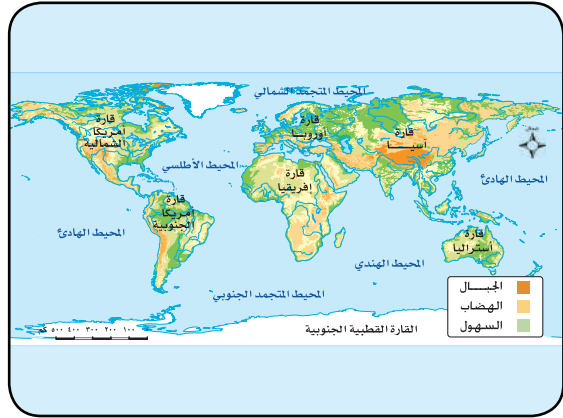 المحيط المتجمد الشمالي
قارة
أمريكا
الشمالية
قارة
أوروبا
قارة
آسيـــا
المحيط الأطلسي
المحيط الهادئ
قارة
إفريقيا
قارة
أمريكا
الجنوبية
المحيط الهادئ
قارة
أستراليا
المحيط الهندي
المحيط المتجمد الجنوبي
الجبـــال
الهضاب
السهول
القارة القطبية الجنوبية
١٠٠ ٢٠٠ ٣٠٠ ٤٠٠ ٥٠٠ كم